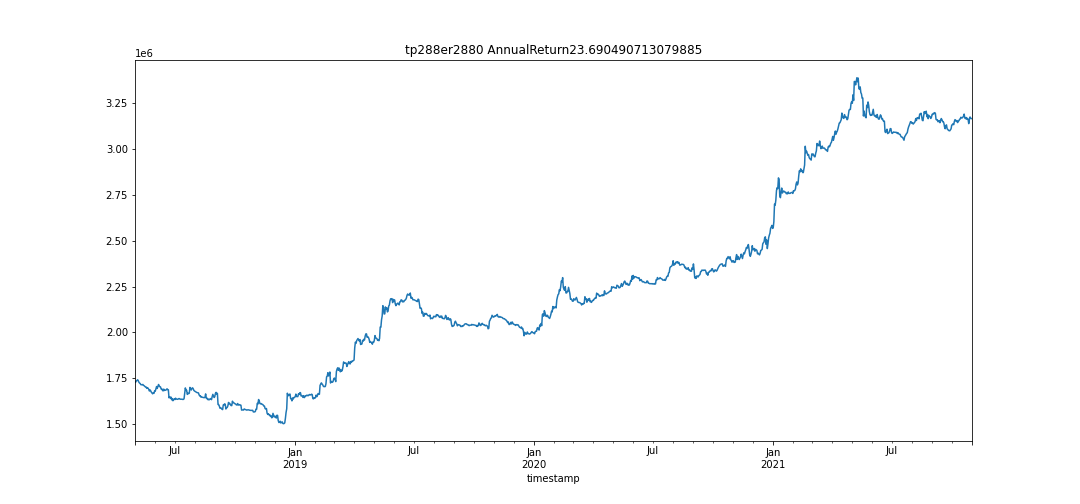 tp288er2880 AnnualReturn23.690490713079885
1e6
3.25
3.00
2.75
2.50
2.25
2.00
1.75
1.50
Jul Jan Jul Jan Jul Jan Jul
2019 2020 2021
timestamp